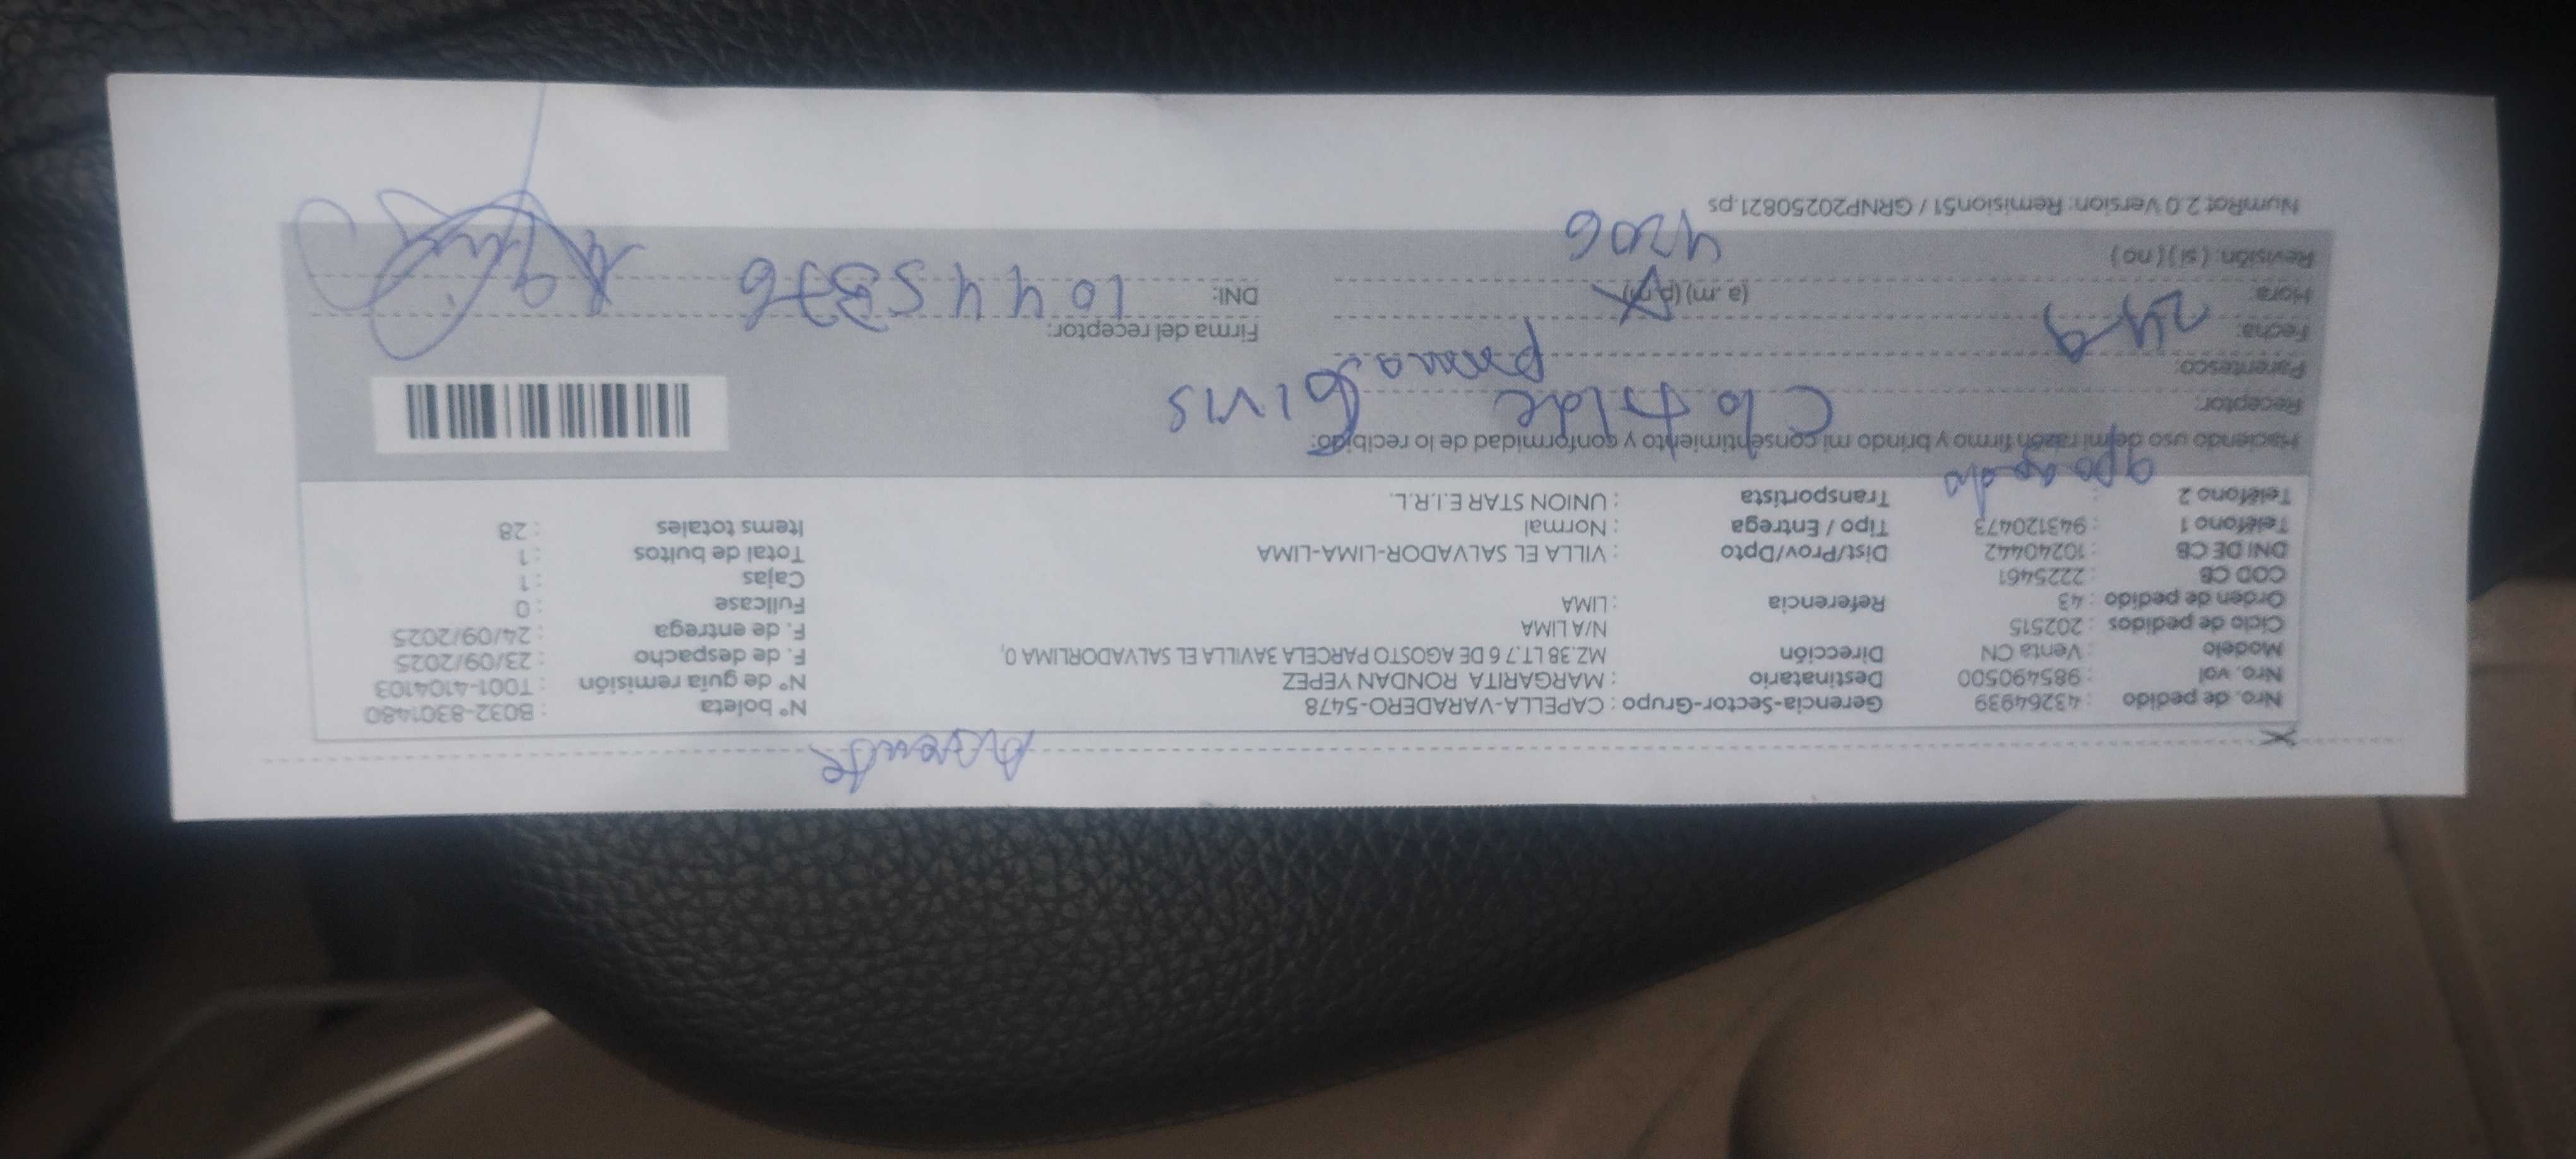 Nro. de pedido : 43264939 Gerencia-Sector-Grupo : CAPELLA-VARADERO-5478 N° boleta : B032-8301480
Nro. vol : 985490500 Destinatario : MARGARITA RONDAN YEPEZ N° de guía remisión : T001-4104103
Modelo : Venta CN Dirección MZ.38 LT.7 6 DE AGOSTO PARCELA 3AVILLA EL SALVADORLIMA 0, F. de despacho : 23/09/2025
Ciclo de pedidos : 202515 N/A LIMA F. de entrega : 24/09/2025
Orden de pedido : 43 Referencia : LIMA Fullcase : 0
COD CB : 2225461 Cajas : 1
DNI DE CB : 10240442 Dist/Prov/Dpto : VILLA EL SALVADOR-LIMA-LIMA Total de bultos : 1
Teléfono 1 : 943120473 Tipo / Entrega : Normal Items totales : 28
Teléfono 2 : Transportista : UNION STAR E.I.R.L.
apagado
Haciendo uso de mi razón firmo y brindo mi consentimiento y conformidad de lo recibido:
Receptor: Clotilde
Parentesco: prima
Fecha: 24 9 Firma del receptor:
Hora: (a .m) (p.m) DNI: 10445376
Revisión: ( si ) ( no ) 4206
NumRot 2.0 Version: Remision51 / GRNP20250821.ps